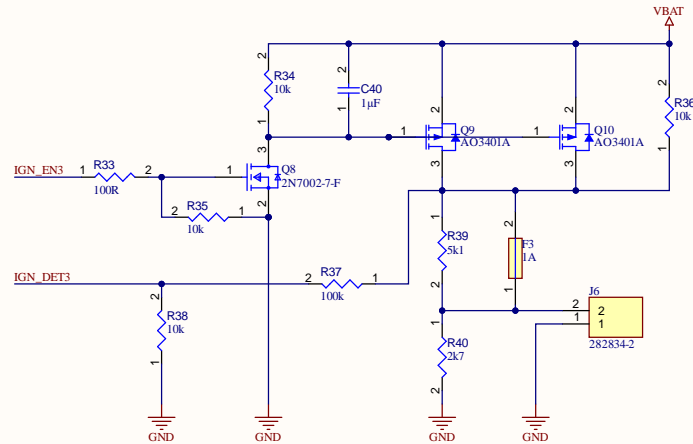 VBAT
2
R34
10k
1
2
C40
1µF
1
2
1
Q9
AO3401A
3
2
1
Q10
AO3401A
3
2
R36
10k
1
IGN_EN3
1
R33
2
100R
3
1
Q8
2N7002-7-F
2
2
R35
1
10k
1
R39
5k1
2
2
F3
1A
1
IGN_DET3
2
R37
1
100k
2
R38
10k
1
J6
2
2
1
1
282834-2
1
R40
2k7
2
GND
GND
GND
GND